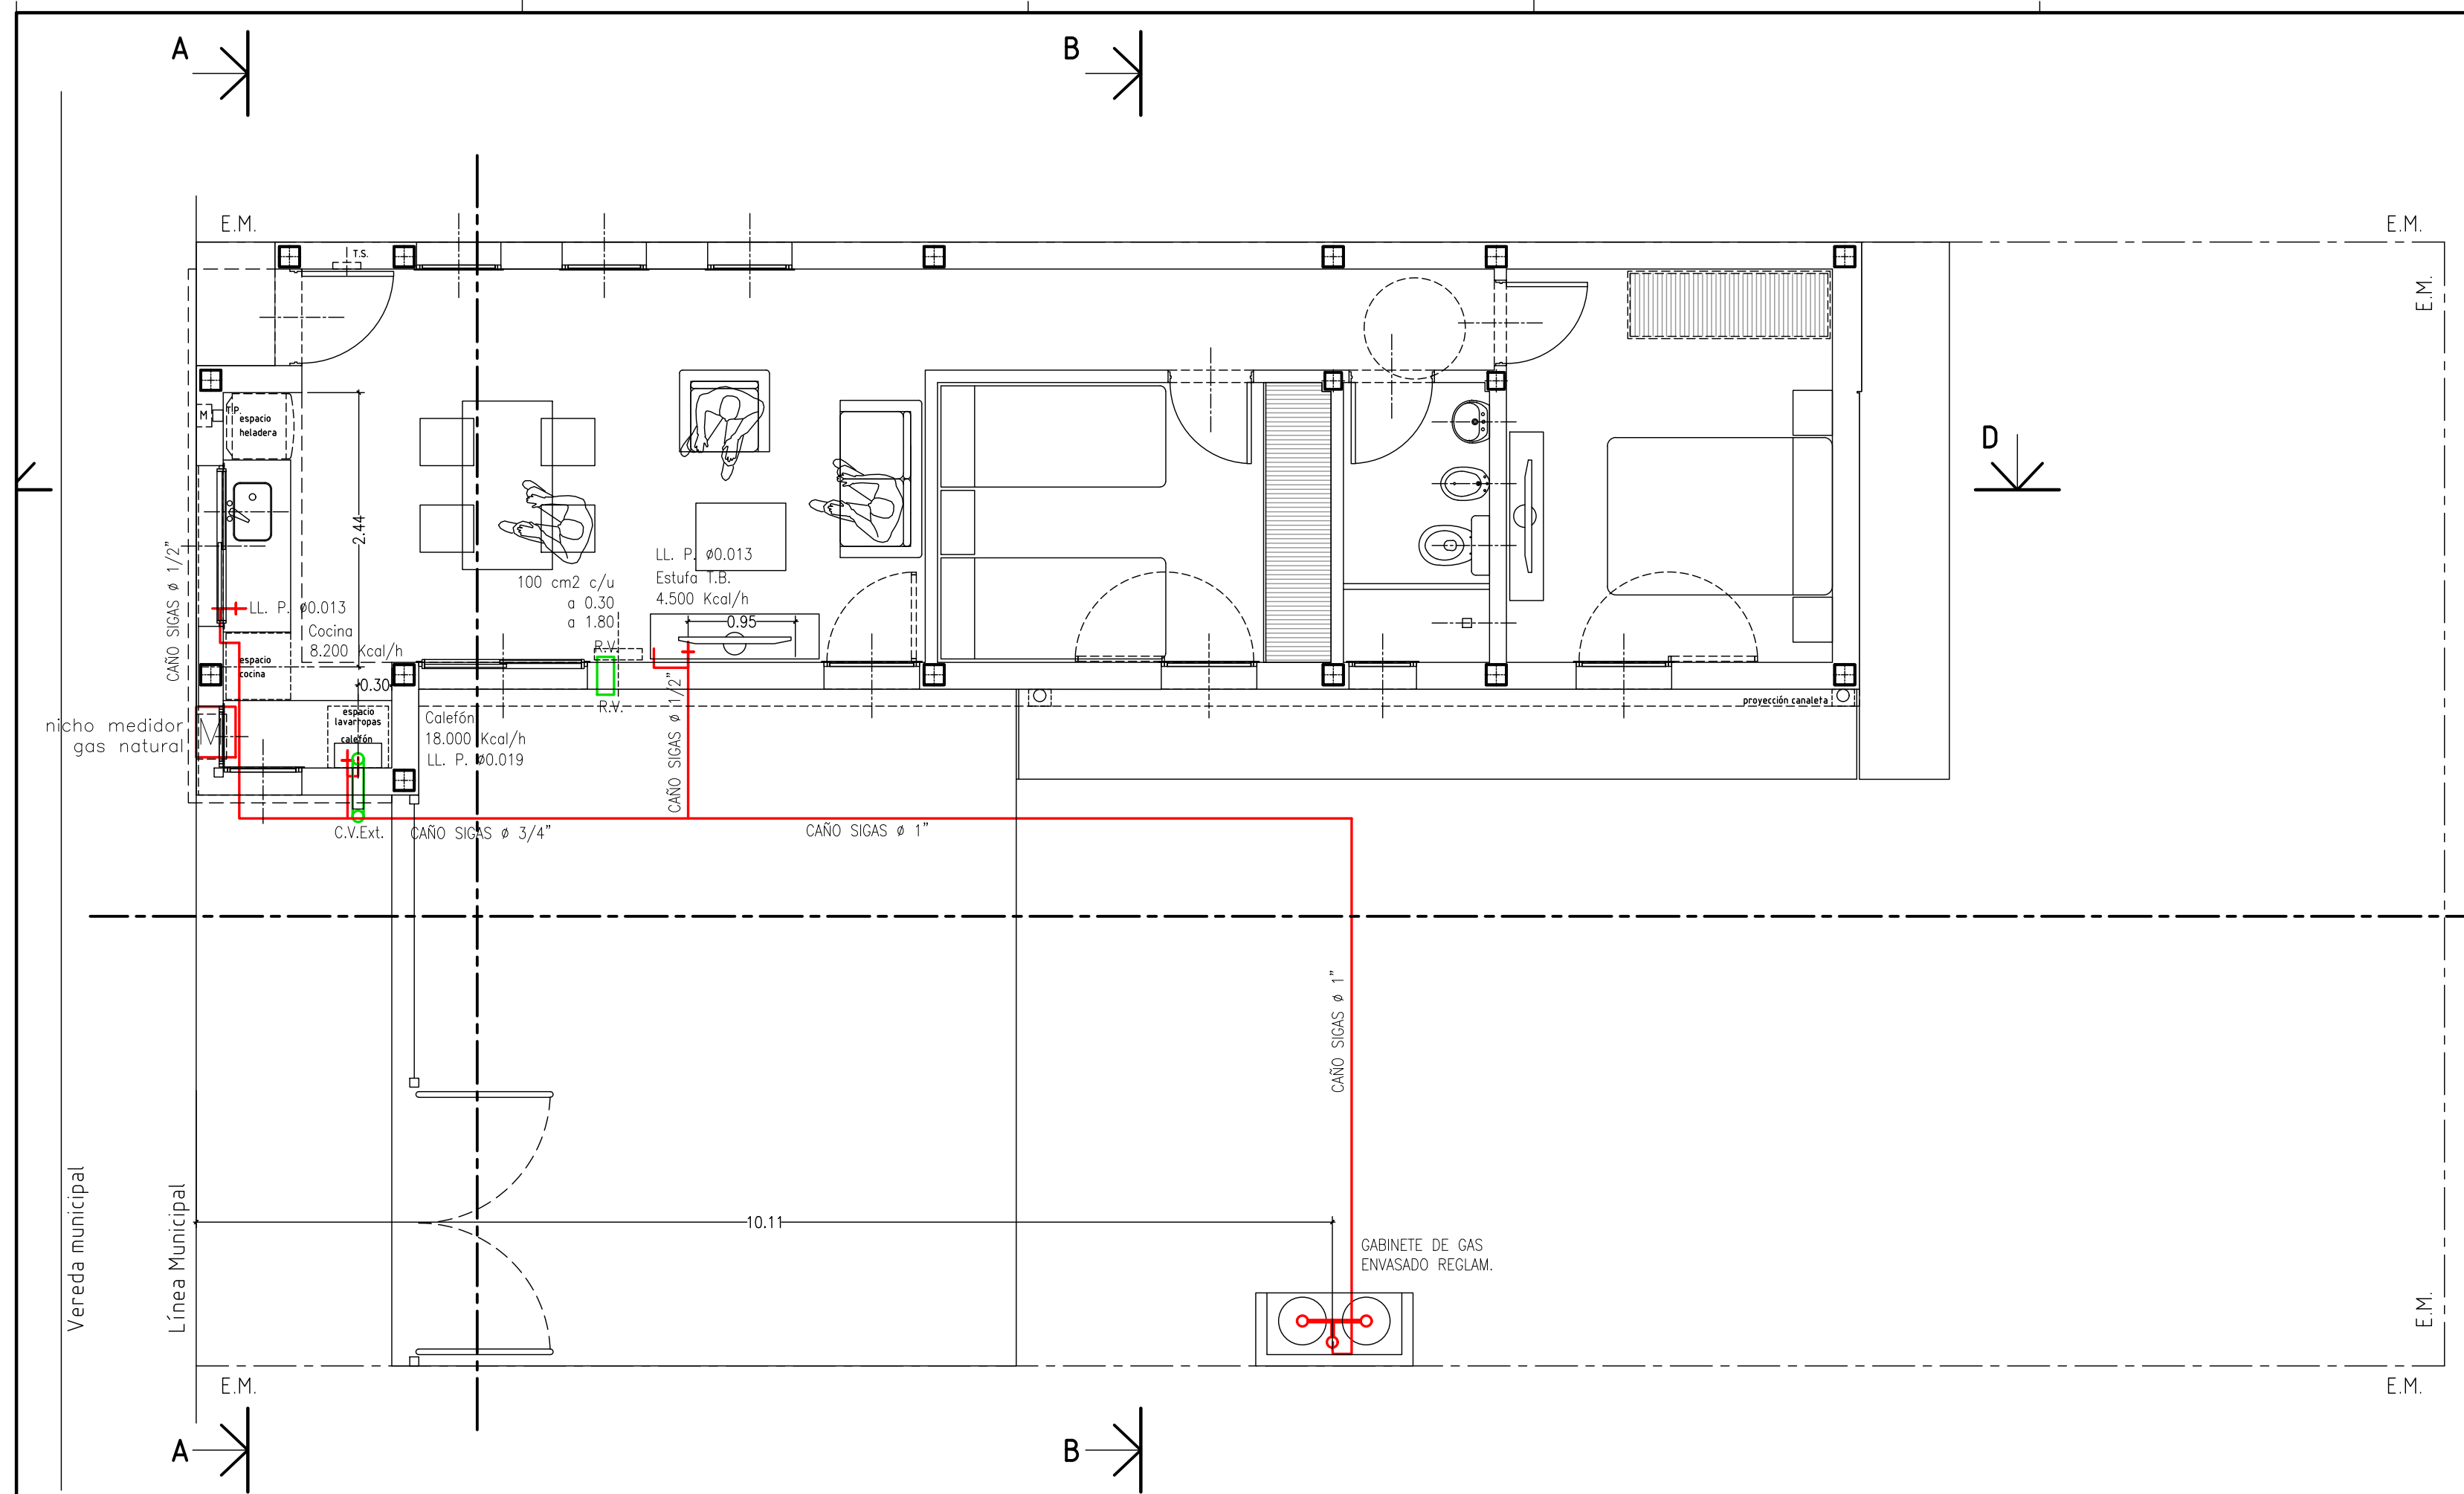 A
B
E.M.
E.M.
T.S.
E.M.
M
T.P.
espacio
heladera
D
2.44
CAÑO SIGAS ø 1/2"
LL. P. ø0.013
Estufa T.B.
4.500 Kcal/h
100 cm2 c/u
a 0.30
a 1.80
R.V.
0.95
LL. P. ø0.013
Cocina
8.200 Kcal/h
espacio
cocina
0.30
R.V.
CAÑO SIGAS ø 1/2"
proyección canaleta
nicho medidor
gas natural
M
espacio
lavarropas
calefón
Calefón
18.000 Kcal/h
LL. P. ø0.019
C.V.Ext.
CAÑO SIGAS ø 3/4"
CAÑO SIGAS ø 1"
CAÑO SIGAS ø 1"
Vereda municipal
Línea Municipal
10.11
GABINETE DE GAS
ENVASADO REGLAM.
E.M.
E.M.
E.M.
A
B